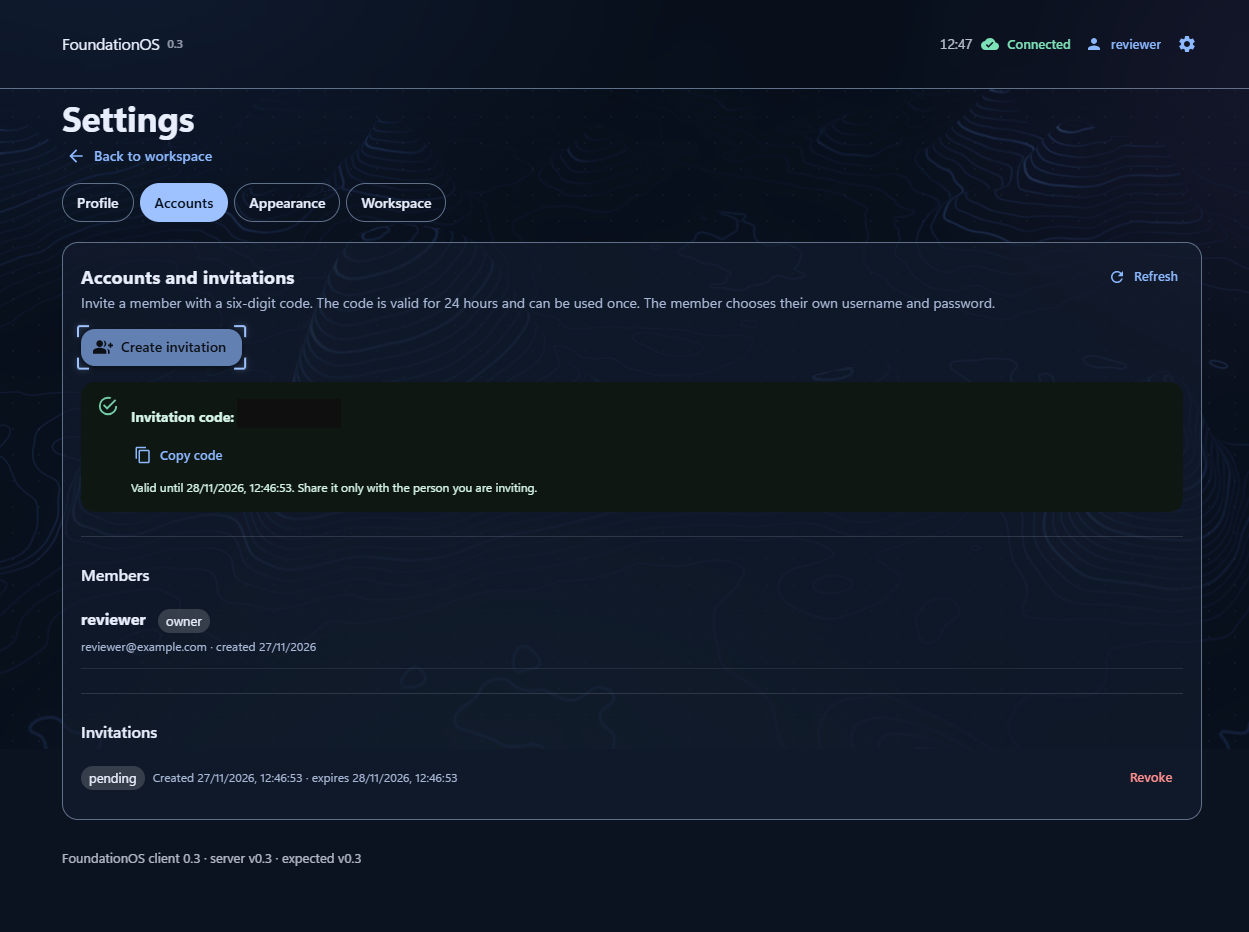 FoundationOS 0.3
12:47 Connected reviewer
Settings
Back to workspace
Profile Accounts Appearance Workspace
Accounts and invitations
Refresh
Invite a member with a six-digit code. The code is valid for 24 hours and can be used once. The member chooses their own username and password.
Create invitation
Invitation code:
Copy code
Valid until 28/11/2026, 12:46:53. Share it only with the person you are inviting.
Members
reviewer owner
reviewer@example.com · created 27/11/2026
Invitations
pending Created 27/11/2026, 12:46:53 · expires 28/11/2026, 12:46:53 Revoke
FoundationOS client 0.3 · server v0.3 · expected v0.3